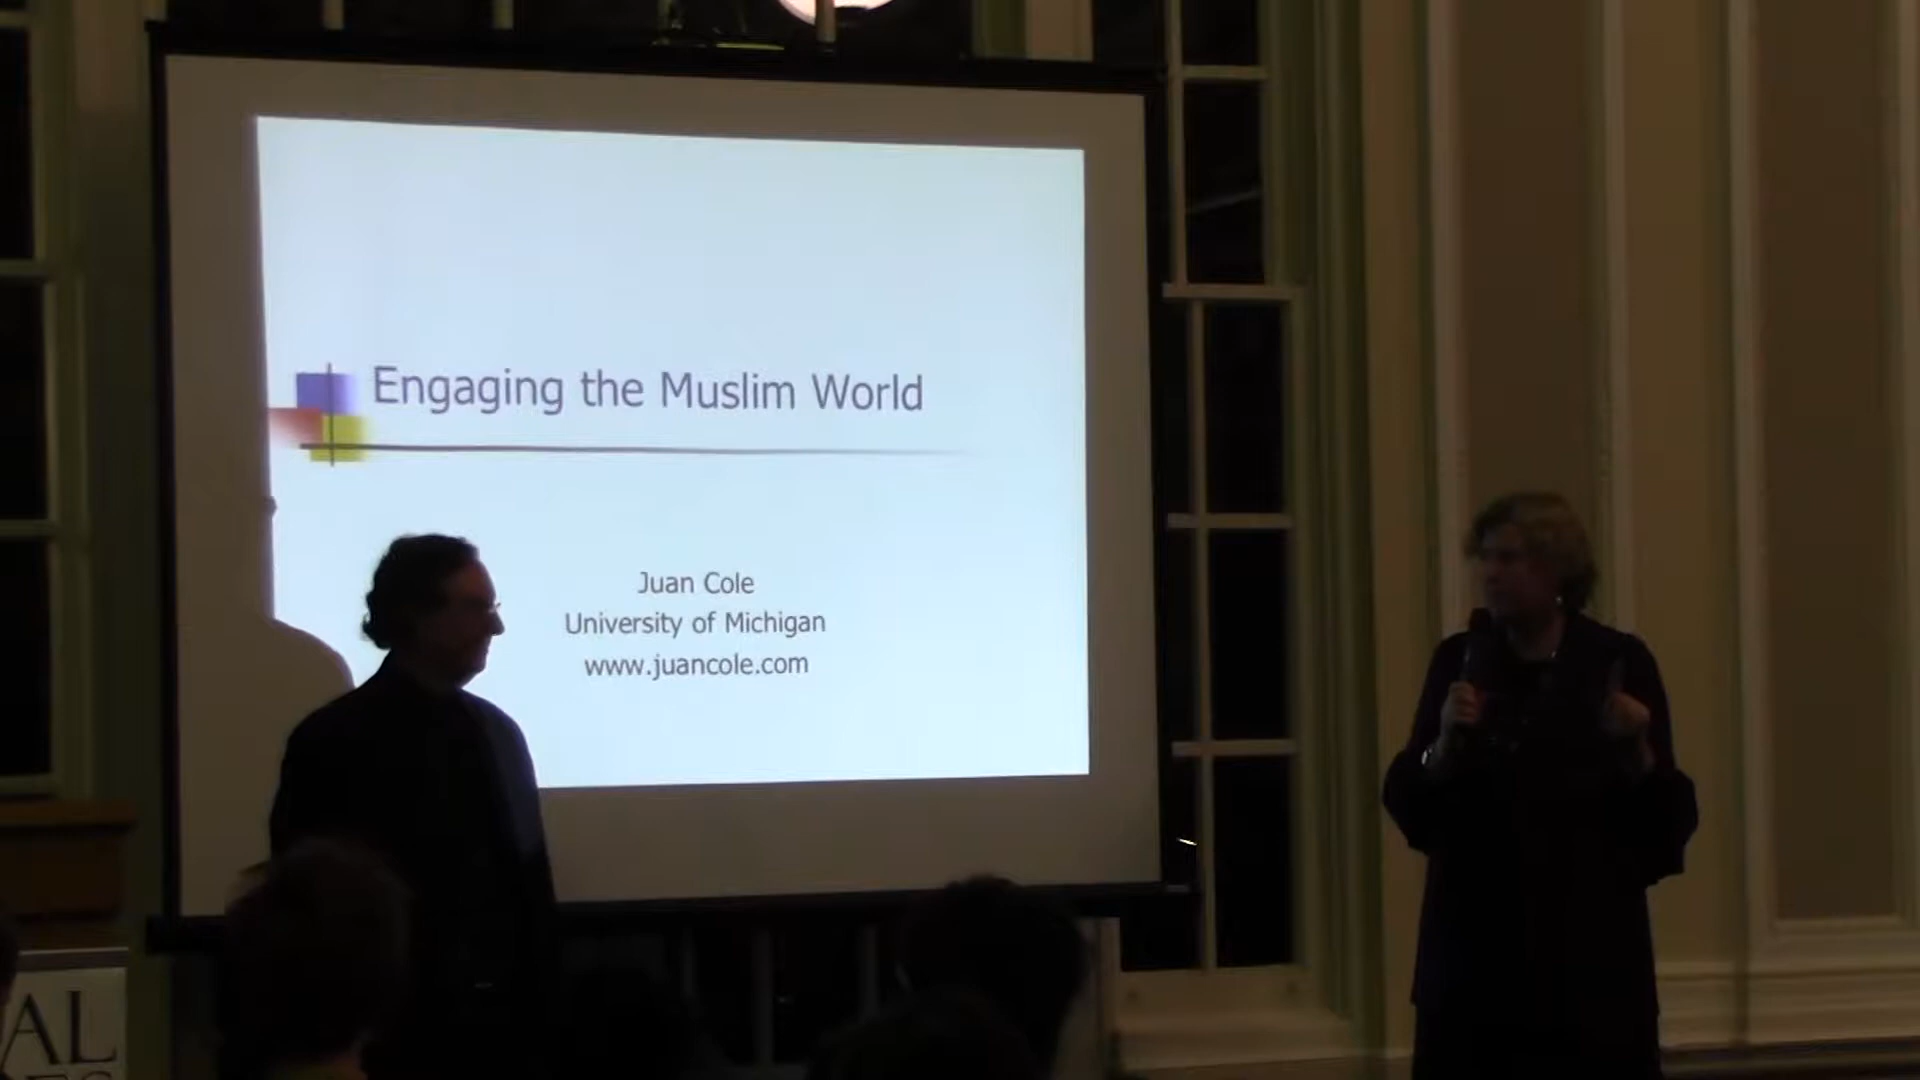 Engaging the Muslim World
Juan Cole
University of Michigan
www.juancole.com
AL